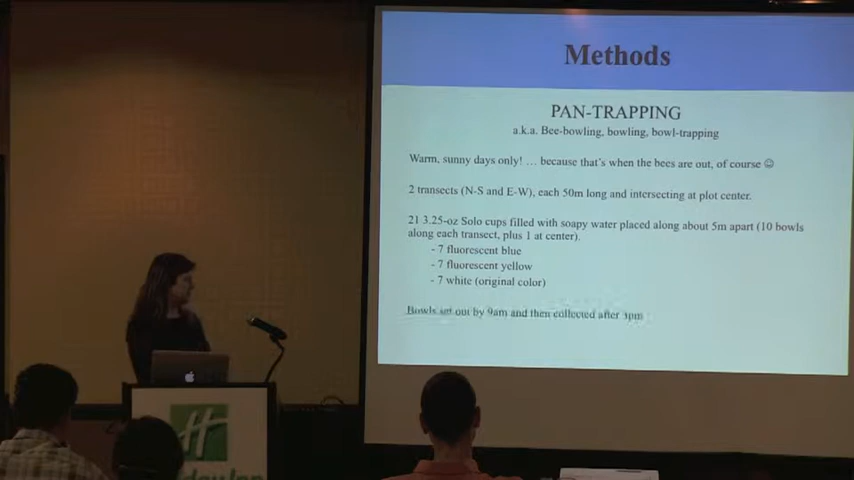 Methods
PAN-TRAPPING
a.k.a. Bee-bowling, bowling, bowl-trapping
Warm, sunny days only! ... because that's when the bees are out, of course ☺
2 transects (N-S and E-W), each 50m long and intersecting at plot center.
21 3.25-oz Solo cups filled with soapy water placed along about 5m apart (10 bowls
along each transect, plus 1 at center).
- 7 fluorescent blue
- 7 fluorescent yellow
- 7 white (original color)
Bowls set out by 9am and then collected after 3pm
H